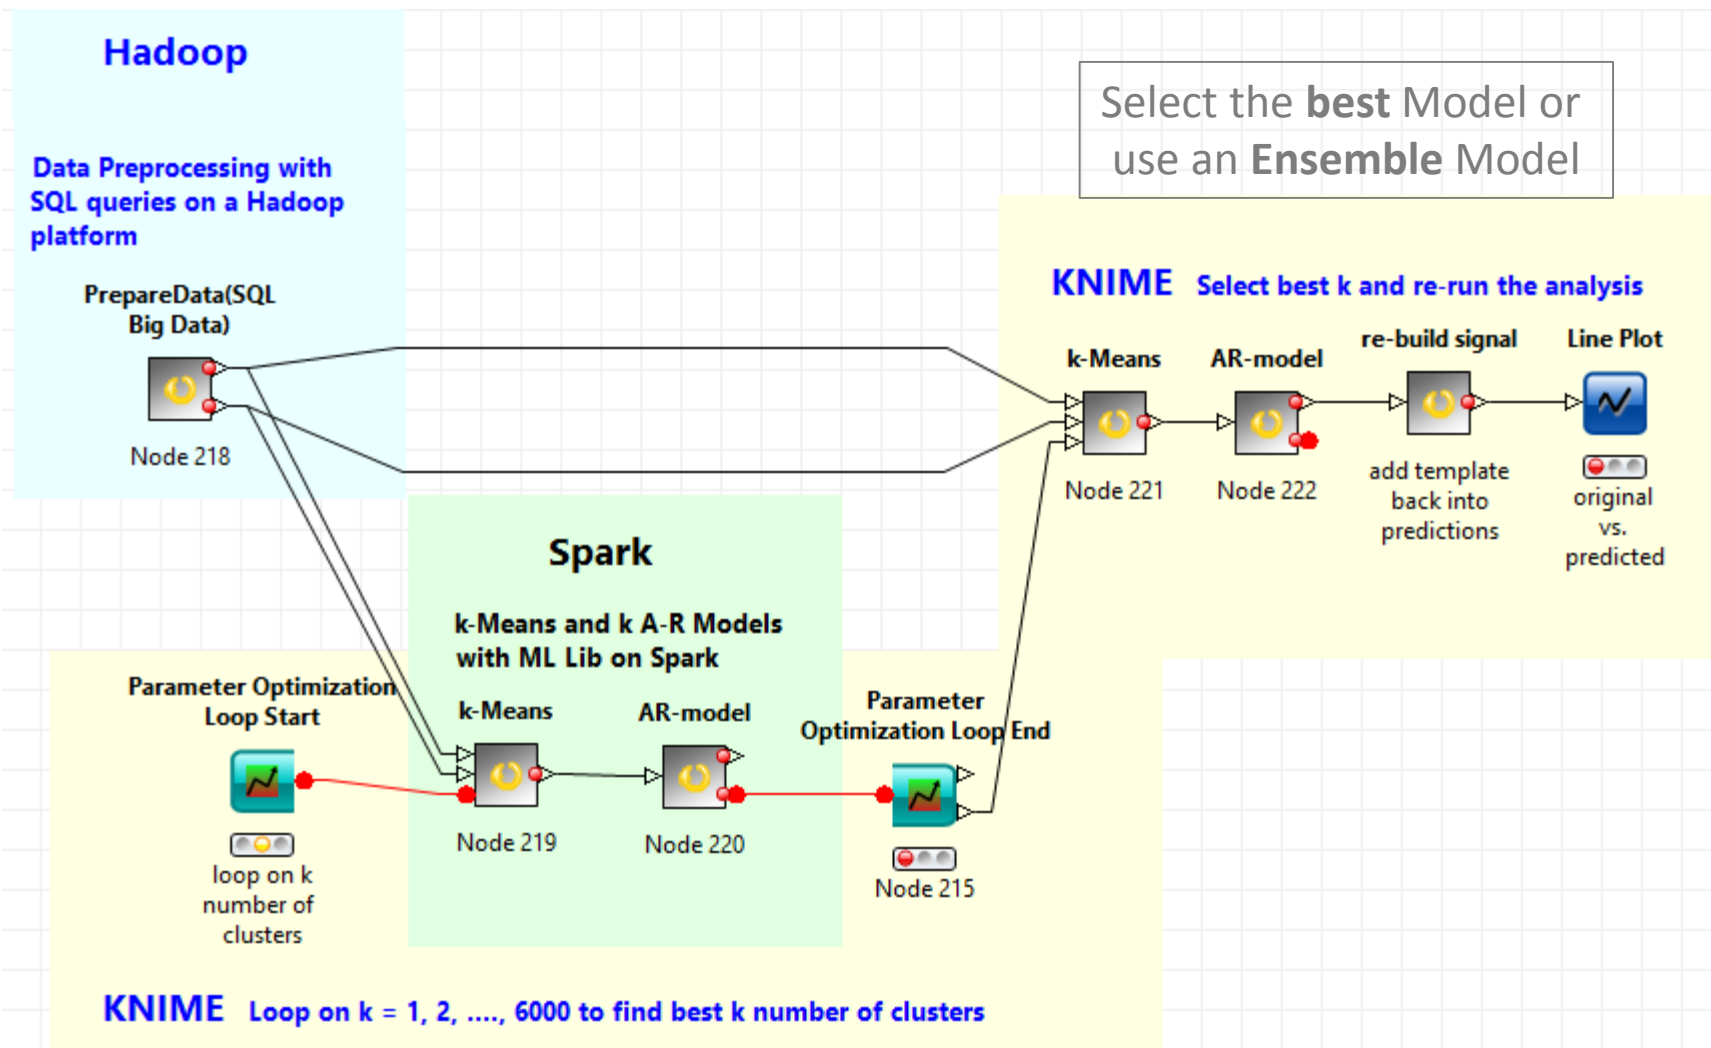 Hadoop
Data Preprocessing with
SQL queries on a Hadoop
platform
PrepareData(SQL
Big Data)
Node 218
Select the best Model or
use an Ensemble Model
KNIME Select best k and re-run the analysis
k-Means
AR-model
re-build signal
Line Plot
Node 221
Node 222
add template
back into
predictions
original
vs.
predicted
Spark
k-Means and k A-R Models
with ML Lib on Spark
Parameter Optimization
Loop Start
k-Means
AR-model
Parameter
Optimization Loop End
loop on k
number of
clusters
Node 219
Node 220
Node 215
KNIME Loop on k = 1, 2, ...., 6000 to find best k number of clusters